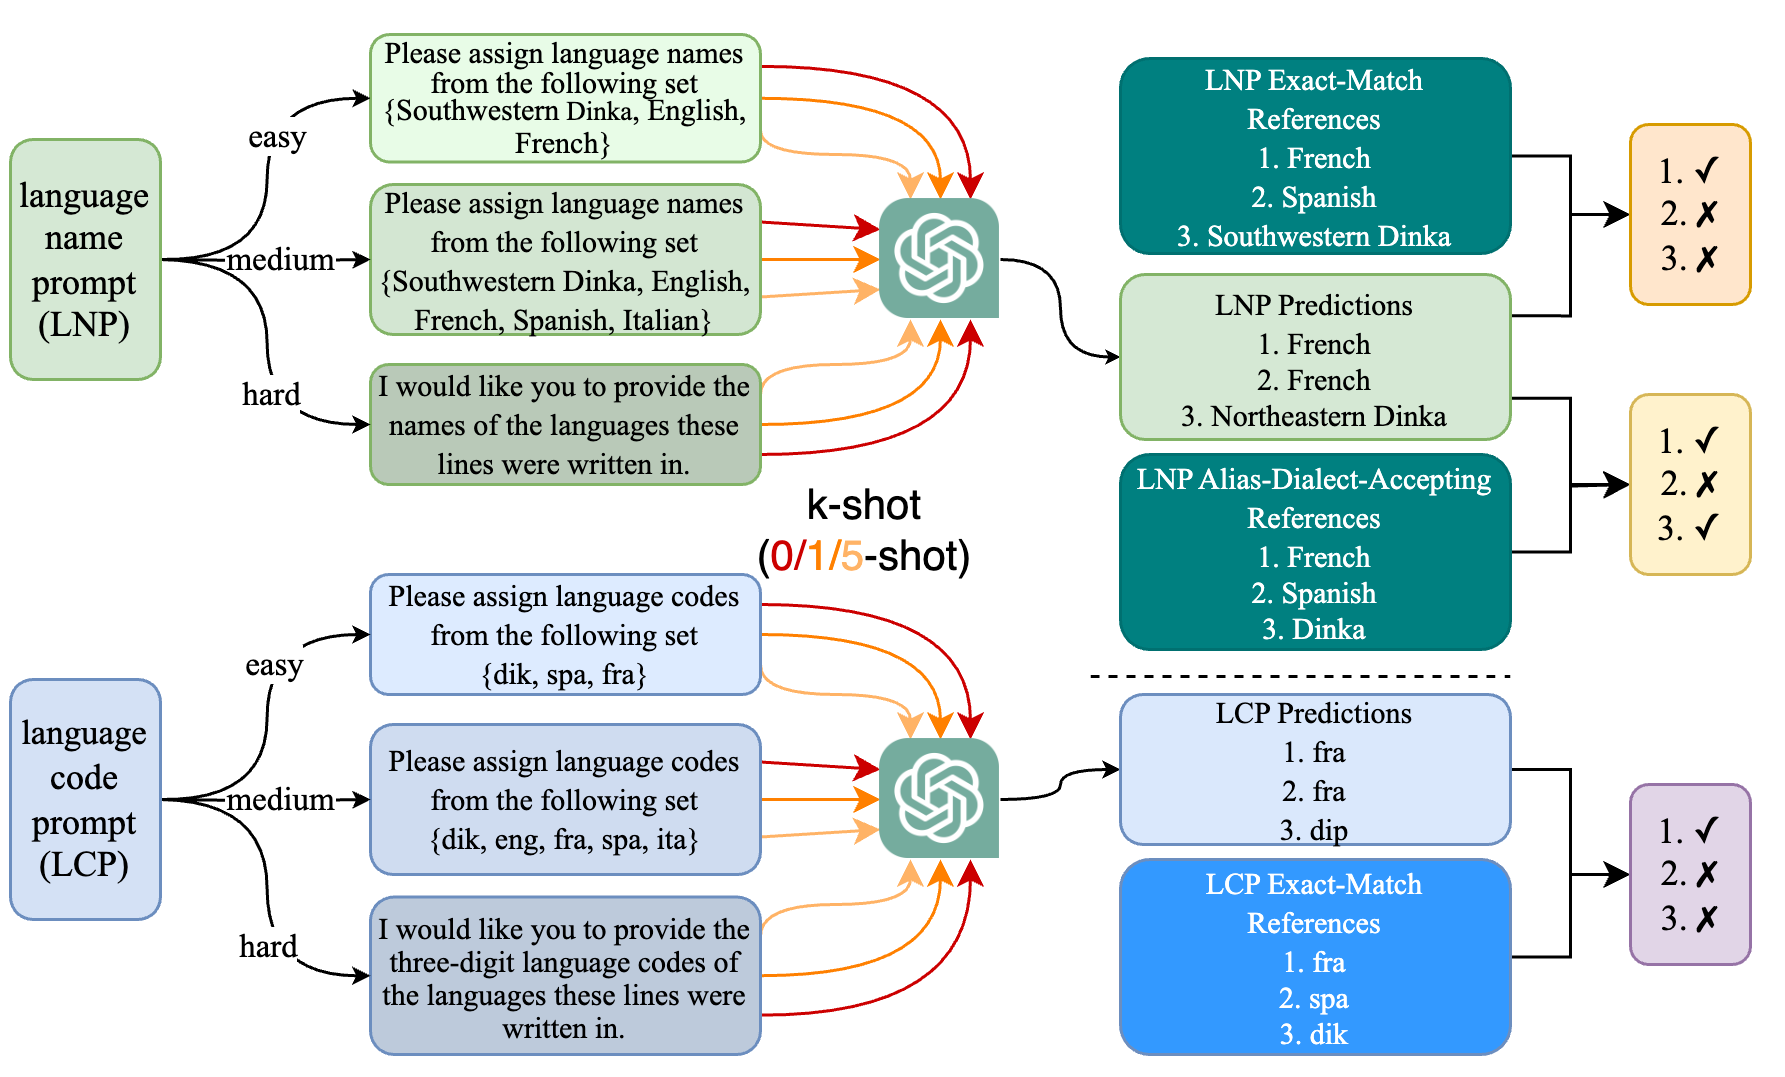 language
name
prompt
(LNP)
easy
medium
hard
Please assign language names
from the following set
{Southwestern Dinka, English,
French}
Please assign language names
from the following set
{Southwestern Dinka, English,
French, Spanish, Italian}
I would like you to provide the
names of the languages these
lines were written in.
k-shot
(0/1/5-shot)
LNP Exact-Match
References
1. French
2. Spanish
3. Southwestern Dinka
LNP Predictions
1. French
2. French
3. Northeastern Dinka
LNP Alias-Dialect-Accepting
References
1. French
2. Spanish
3. Dinka
1. ✓
2. ✗
3. ✗
1. ✓
2. ✗
3. ✓
language
code
prompt
(LCP)
easy
medium
hard
Please assign language codes
from the following set
{dik, spa, fra}
Please assign language codes
from the following set
{dik, eng, fra, spa, ita}
I would like you to provide the
three-digit language codes of
the languages these lines were
written in.
LCP Predictions
1. fra
2. fra
3. dip
LCP Exact-Match
References
1. fra
2. spa
3. dik
1. ✓
2. ✗
3. ✗